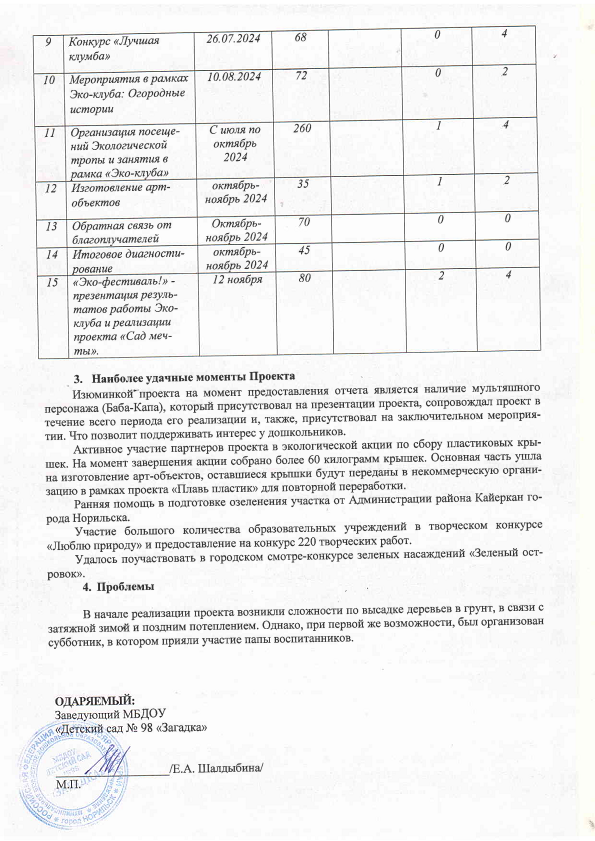 9 Конкурс «Лучшая 26.07.2024 68 0 4
клумба»
10 Мероприятия в рамках 10.08.2024 72 0 2
Эко-клуба: Огородные
истории
11 Организация посеще- С июля по 260 1 4
ний Экологической октябрь
тропы и занятия в 2024
рамка «Эко-клуба»
12 Изготовление арт- октябрь- 35 1 2
объектов ноябрь 2024
13 Обратная связь от Октябрь- 70 0 0
благоплучателей ноябрь 2024
14 Итоговое диагности- октябрь- 45 0 0
рование ноябрь 2024
15 «Эко-фестиваль!» - 12 ноября 80 2 4
презентация резуль-
татов работы Эко-
клуба и реализации
проекта «Сад меч-
ты».
3. Наиболее удачные моменты Проекта
Изюминкой проекта на момент предоставления отчета является наличие мультяшного
персонажа (Баба-Капа), который присутствовал на презентации проекта, сопровождал проект в
течение всего периода его реализации и, также, присутствовал на заключительном мероприя-
тии. Что позволит поддерживать интерес у дошкольников.
Активное участие партнеров проекта в экологической акции по сбору пластиковых кры-
шек. На момент завершения акции собрано более 60 килограмм крышек. Основная часть ушла
на изготовление арт-объектов, оставшиеся крышки будут переданы в некоммерческую органи-
зацию в рамках проекта «Плавь пластик» для повторной переработки.
Ранняя помощь в подготовке озеленения участка от Администрации района Кайеркан го-
рода Норильска.
Участие большого количества образовательных учреждений в творческом конкурсе
«Люблю природу» и предоставление на конкурс 220 творческих работ.
Удалось поучаствовать в городском смотре-конкурсе зеленых насаждений «Зеленый ост-
ровок».
4. Проблемы
В начале реализации проекта возникли сложности по высадке деревьев в грунт, в связи с
затяжной зимой и поздним потеплением. Однако, при первой же возможности, был организован
субботник, в котором прияли участие папы воспитанников.
ОДАРЯЕМЫЙ:
Заведующий МБДОУ
«Детский сад № 98 «Загадка»
/Е.А. Шалдыбина/
М.П.